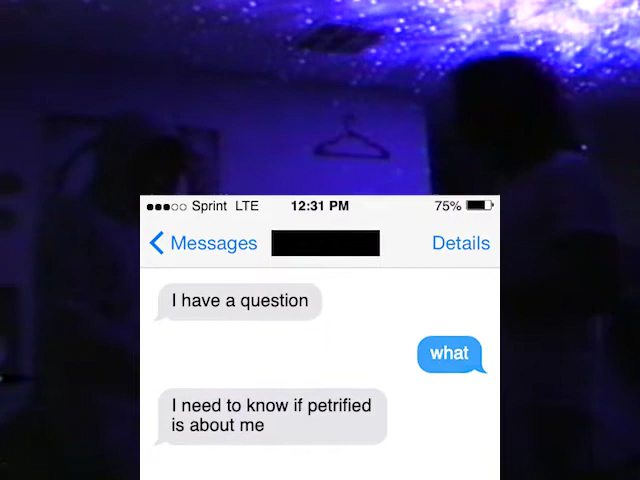 Sprint LTE 12:31 PM 75%
Messages Details
I have a question
what
I need to know if petrified
is about me